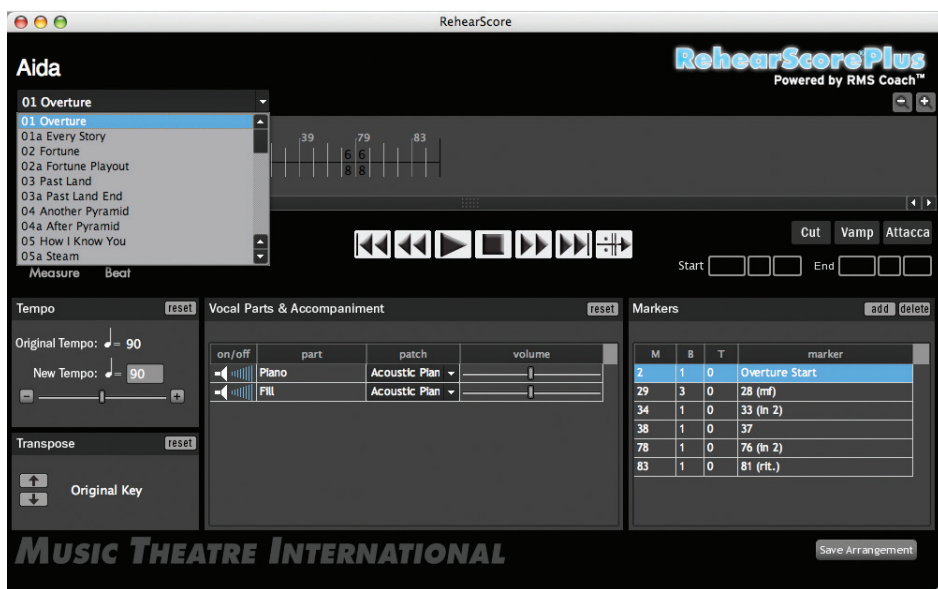 RehearScore
Aida
RehearScorePlus
Powered by RMS Coach™
01 Overture
01 Overture
01a Every Story
02 Fortune
02a Fortune Playout
03 Past Land
03a Past Land End
04 Another Pyramid
04a After Pyramid
05 How I Know You
05a Steam
39 79 83
6 6
8 8
Measure Beat
Cut Vamp Attacca
Start End
Tempo reset
Original Tempo: ♩= 90
New Tempo: ♩= 90
Transpose reset
Original Key
Vocal Parts & Accompaniment reset
on/off part patch volume
Piano Acoustic Pian
Fill Acoustic Pian
Markers add delete
M B T marker
2 1 0 Overture Start
29 3 0 28 (mf)
34 1 0 33 (in 2)
38 1 0 37
78 1 0 76 (in 2)
83 1 0 81 (rit.)
MUSIC THEATRE INTERNATIONAL
Save Arrangement